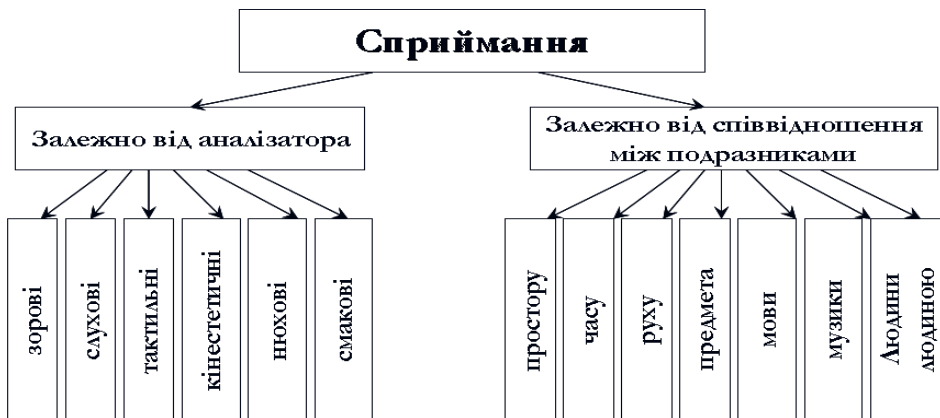 Сприймання
Залежно від аналізатора
Залежно від співвідношення
між подразниками
зорові
слухові
тактильні
кінестетичні
нюхові
смакові
простору
часу
руху
предмета
мови
музики
Людини
людиною